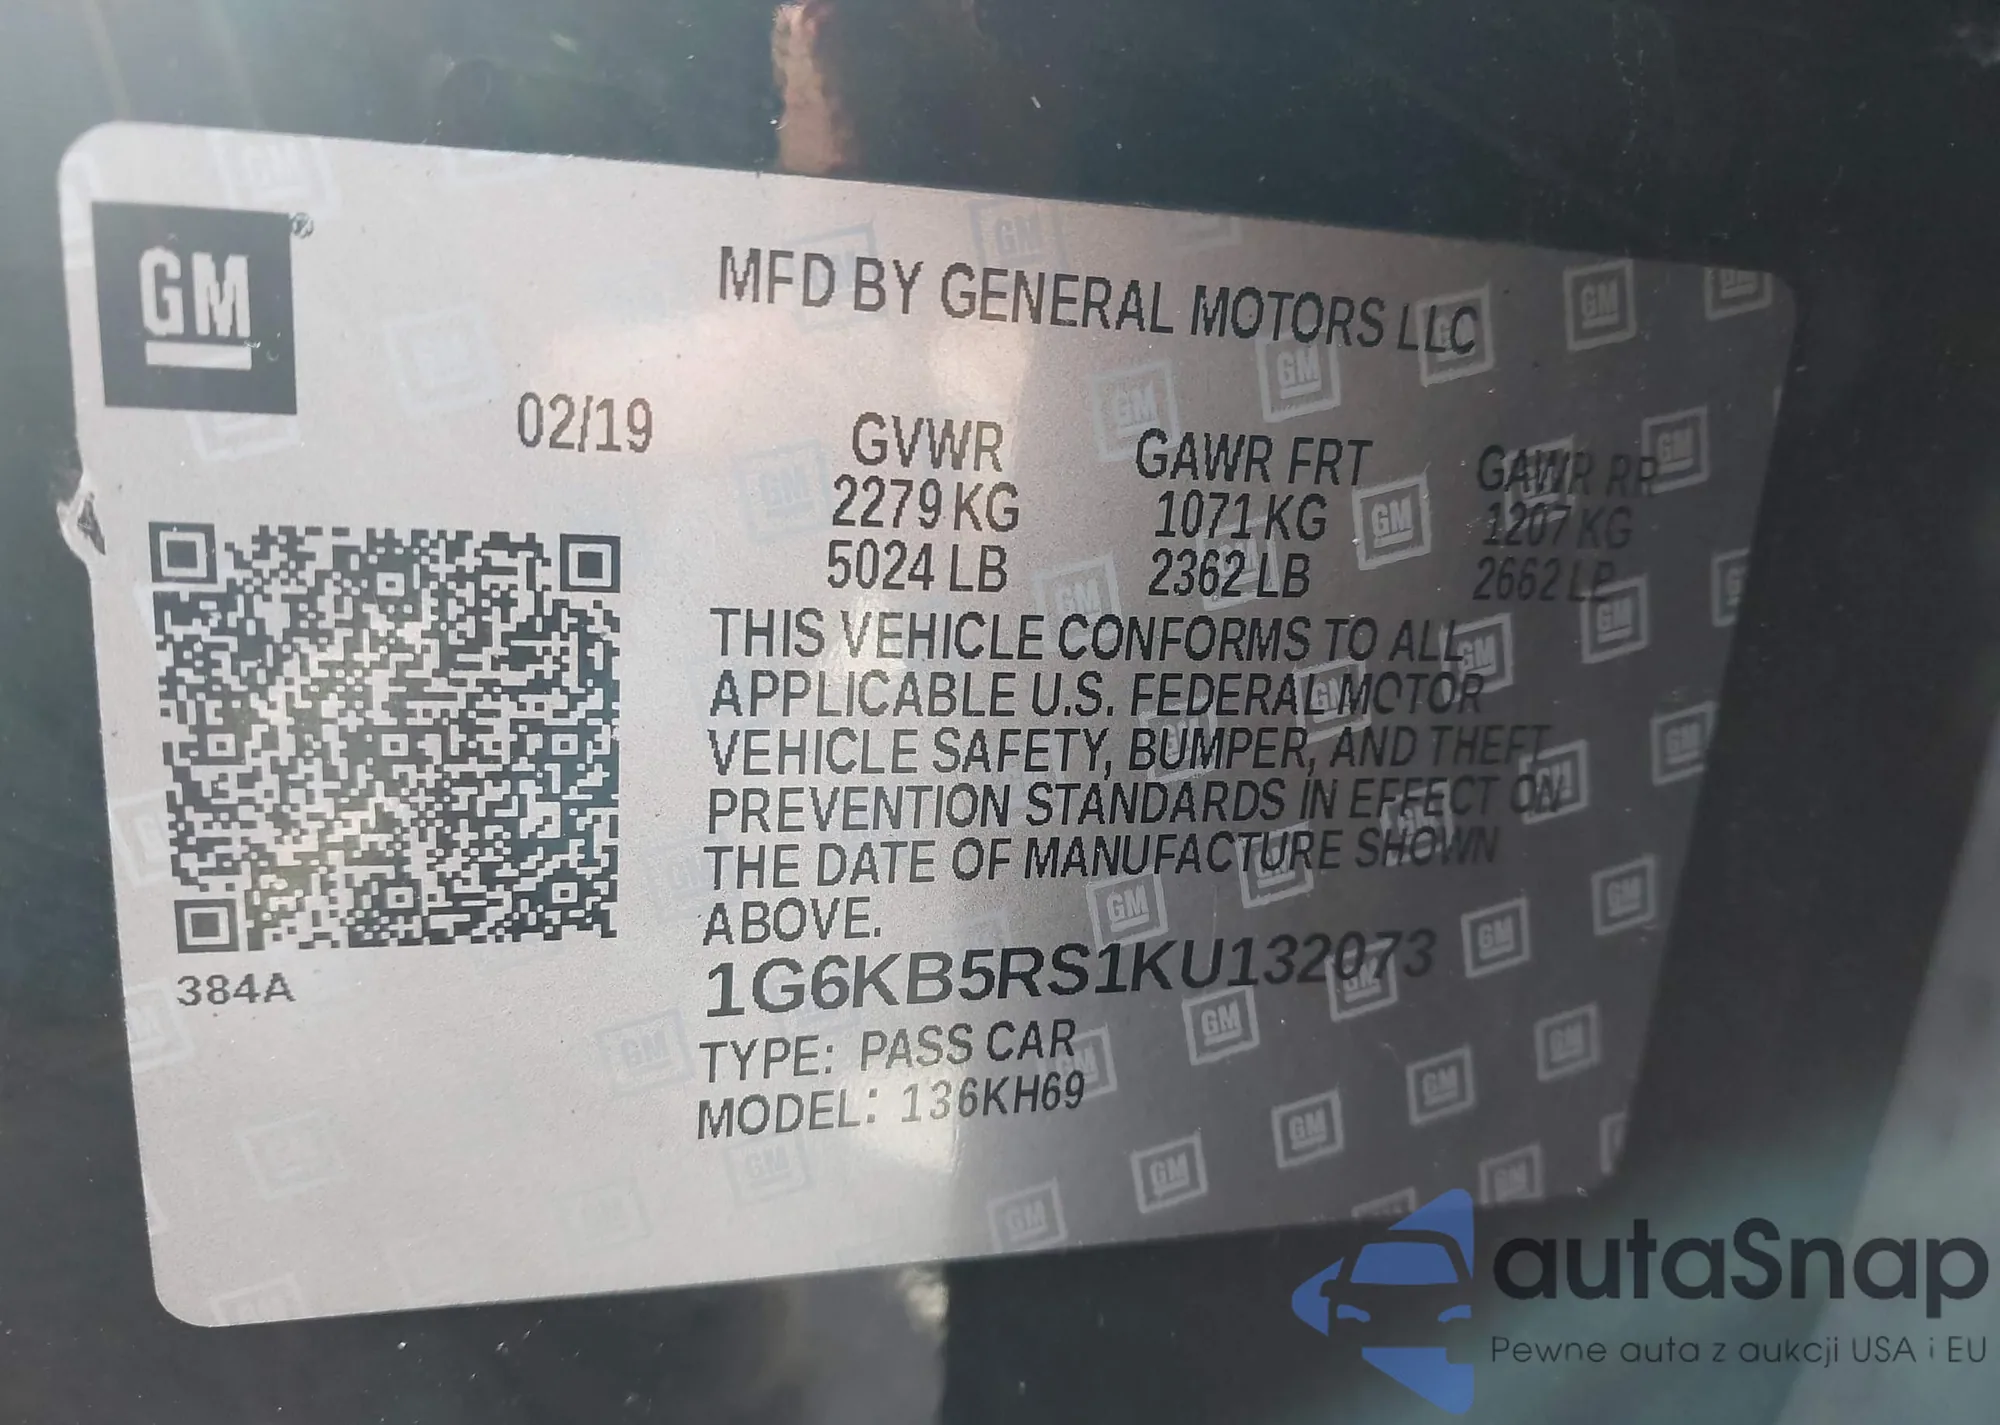 GM
MFD BY GENERAL MOTORS LLC
02/19
GVWR GAWR FRT GAWR RR
2279 KG 1071 KG 1207 KG
5024 LB 2362 LB 2662 LB
THIS VEHICLE CONFORMS TO ALL
APPLICABLE U.S. FEDERAL MOTOR
VEHICLE SAFETY, BUMPER, AND THEFT
PREVENTION STANDARDS IN EFFECT ON
THE DATE OF MANUFACTURE SHOWN
ABOVE.
384A
1G6KB5RS1KU132073
TYPE: PASS CAR
MODEL: 136KH69
autaSnap
Pewne auta z aukcji USA i EU